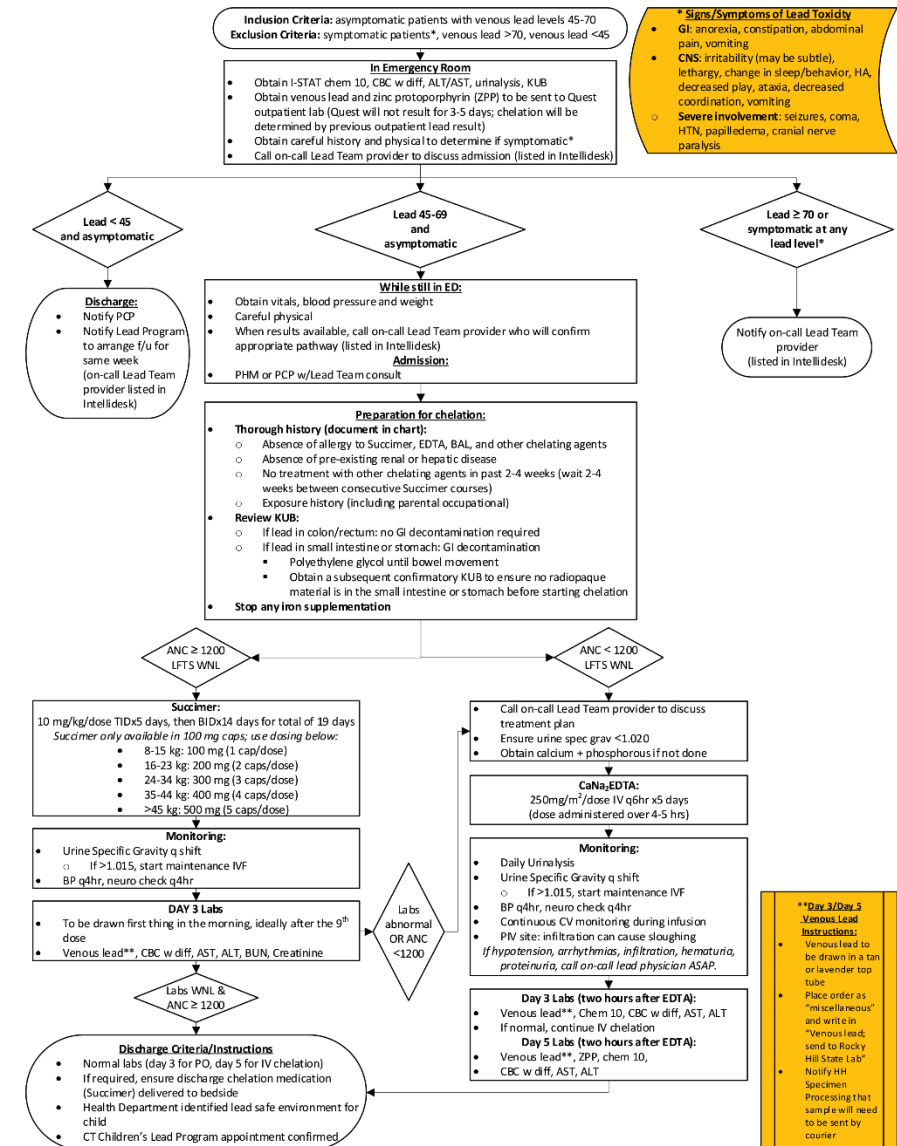 Inclusion Criteria: asymptomatic patients with venous lead levels 45-70
Exclusion Criteria: symptomatic patients*, venous lead >70, venous lead <45
* Signs/Symptoms of Lead Toxicity
• GI: anorexia, constipation, abdominal
pain, vomiting
• CNS: irritability (may be subtle),
lethargy, change in sleep/behavior, HA,
decreased play, ataxia, decreased
coordination, vomiting
○ Severe involvement: seizures, coma,
HTN, papilledema, cranial nerve
paralysis
In Emergency Room
• Obtain I-STAT chem 10, CBC w diff, ALT/AST, urinalysis, KUB
• Obtain venous lead and zinc protoporphyrin (ZPP) to be sent to Quest
outpatient lab (Quest will not result for 3-5 days; chelation will be
determined by previous outpatient lead result)
• Obtain careful history and physical to determine if symptomatic*
• Call on-call Lead Team provider to discuss admission (listed in Intellidesk)
Lead < 45
and asymptomatic
Lead 45-69
and
asymptomatic
Lead ≥ 70 or
symptomatic at any
lead level*
Discharge:
• Notify PCP
• Notify Lead Program
to arrange f/u for
same week
(on-call Lead Team
provider listed in
Intellidesk)
While still in ED:
• Obtain vitals, blood pressure and weight
• Careful physical
• When results available, call on-call Lead Team provider who will confirm
appropriate pathway (listed in Intellidesk)
Admission:
• PHM or PCP w/Lead Team consult
Notify on-call Lead Team
provider
(listed in Intellidesk)
Preparation for chelation:
• Thorough history (document in chart):
○ Absence of allergy to Succimer, EDTA, BAL, and other chelating agents
○ Absence of pre-existing renal or hepatic disease
○ No treatment with other chelating agents in past 2-4 weeks (wait 2-4
weeks between consecutive Succimer courses)
○ Exposure history (including parental occupational)
• Review KUB:
○ If lead in colon/rectum: no GI decontamination required
○ If lead in small intestine or stomach: GI decontamination
▪ Polyethylene glycol until bowel movement
▪ Obtain a subsequent confirmatory KUB to ensure no radiopaque
material is in the small intestine or stomach before starting chelation
• Stop any iron supplementation
ANC ≥ 1200
LFTS WNL
ANC < 1200
LFTS WNL
Succimer:
10 mg/kg/dose TIDx5 days, then BIDx14 days for total of 19 days
Succimer only available in 100 mg caps; use dosing below:
• 8-15 kg: 100 mg (1 cap/dose)
• 16-23 kg: 200 mg (2 caps/dose)
• 24-34 kg: 300 mg (3 caps/dose)
• 35-44 kg: 400 mg (4 caps/dose)
• >45 kg: 500 mg (5 caps/dose)
Monitoring:
• Urine Specific Gravity q shift
○ If >1.015, start maintenance IVF
• BP q4hr, neuro check q4hr
DAY 3 Labs
• To be drawn first thing in the morning, ideally after the 9th
dose
• Venous lead**, CBC w diff, AST, ALT, BUN, Creatinine
Labs
abnormal
OR ANC
<1200
Labs WNL &
ANC ≥ 1200
• Call on-call Lead Team provider to discuss
treatment plan
• Ensure urine spec grav <1.020
• Obtain calcium + phosphorous if not done
CaNa₂EDTA:
250mg/m²/dose IV q6hr x5 days
(dose administered over 4-5 hrs)
Monitoring:
• Daily Urinalysis
• Urine Specific Gravity q shift
○ If >1.015, start maintenance IVF
• BP q4hr, neuro check q4hr
• Continuous CV monitoring during infusion
• PIV site: infiltration can cause sloughing
If hypotension, arrhythmias, infiltration, hematuria,
proteinuria, call on-call lead physician ASAP.
Day 3 Labs (two hours after EDTA):
• Venous lead**, Chem 10, CBC w diff, AST, ALT
• If normal, continue IV chelation
Day 5 Labs (two hours after EDTA):
• Venous lead**, ZPP, chem 10,
• CBC w diff, AST, ALT
**Day 3/Day 5
Venous Lead
Instructions:
• Venous lead to
be drawn in a tan
or lavender top
tube
• Place order as
"miscellaneous"
and write in
"Venous lead;
send to Rocky
Hill State Lab"
• Notify HH
Specimen
Processing that
sample will need
to be sent by
courier
Discharge Criteria/Instructions
• Normal labs (day 3 for PO, day 5 for IV chelation)
• If required, ensure discharge chelation medication
(Succimer) delivered to bedside
• Health Department identified lead safe environment for
child
• CT Children's Lead Program appointment confirmed